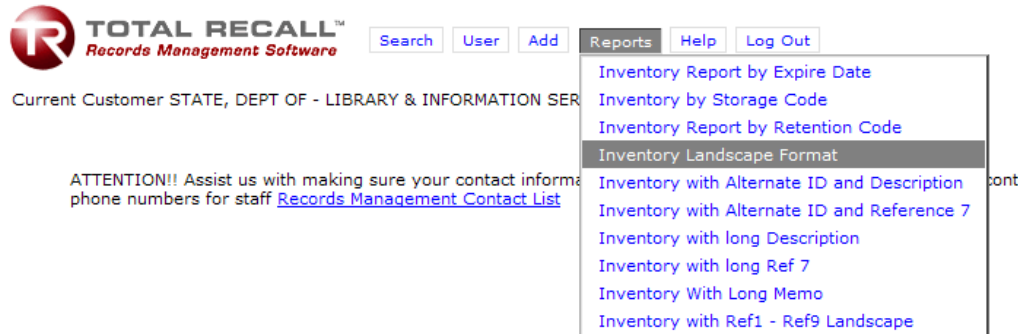 TOTAL RECALL™
Records Management Software
Search User Add Reports Help Log Out
Current Customer STATE, DEPT OF - LIBRARY & INFORMATION SER
ATTENTION!! Assist us with making sure your contact informa cont
phone numbers for staff Records Management Contact List
Inventory Report by Expire Date
Inventory by Storage Code
Inventory Report by Retention Code
Inventory Landscape Format
Inventory with Alternate ID and Description
Inventory with Alternate ID and Reference 7
Inventory with long Description
Inventory with long Ref 7
Inventory With Long Memo
Inventory with Ref1 - Ref9 Landscape